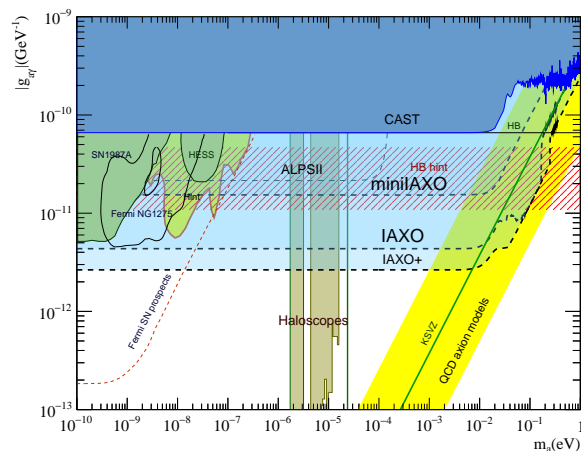 |g_aγ|(GeV⁻¹)
10⁻⁹
10⁻¹⁰
10⁻¹¹
10⁻¹²
10⁻¹³
CAST
HB
SN1987A
HESS
ALPSII
HB hint
miniIAXO
Hint
Fermi NG1275
IAXO
IAXO+
Fermi SN prospects
Haloscopes
KSVZ
QCD axion models
10⁻¹⁰ 10⁻⁹ 10⁻⁸ 10⁻⁷ 10⁻⁶ 10⁻⁵ 10⁻⁴ 10⁻³ 10⁻² 10⁻¹ 1
m_a(eV)